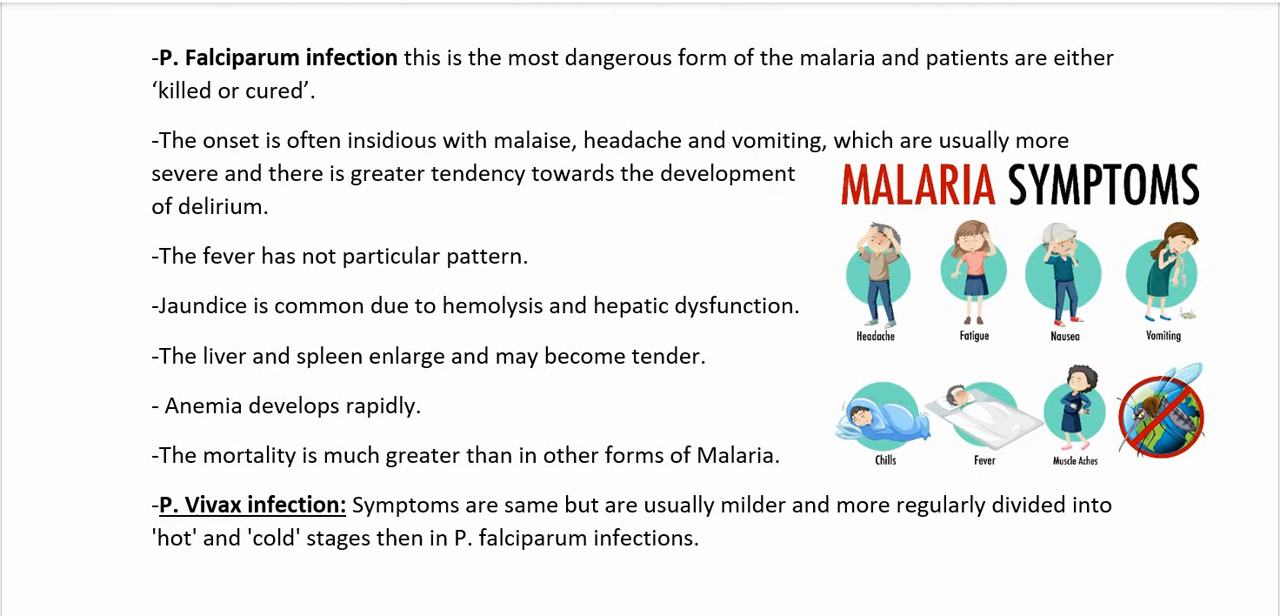 -P. Falciparum infection this is the most dangerous form of the malaria and patients are either
‘killed or cured’.
-The onset is often insidious with malaise, headache and vomiting, which are usually more
severe and there is greater tendency towards the development
of delirium.
-The fever has not particular pattern.
-Jaundice is common due to hemolysis and hepatic dysfunction.
-The liver and spleen enlarge and may become tender.
- Anemia develops rapidly.
-The mortality is much greater than in other forms of Malaria.
MALARIA SYMPTOMS
Headache Fatigue Nausea Vomiting
Chills Fever Muscle Aches
-P. Vivax infection: Symptoms are same but are usually milder and more regularly divided into
'hot' and 'cold' stages then in P. falciparum infections.